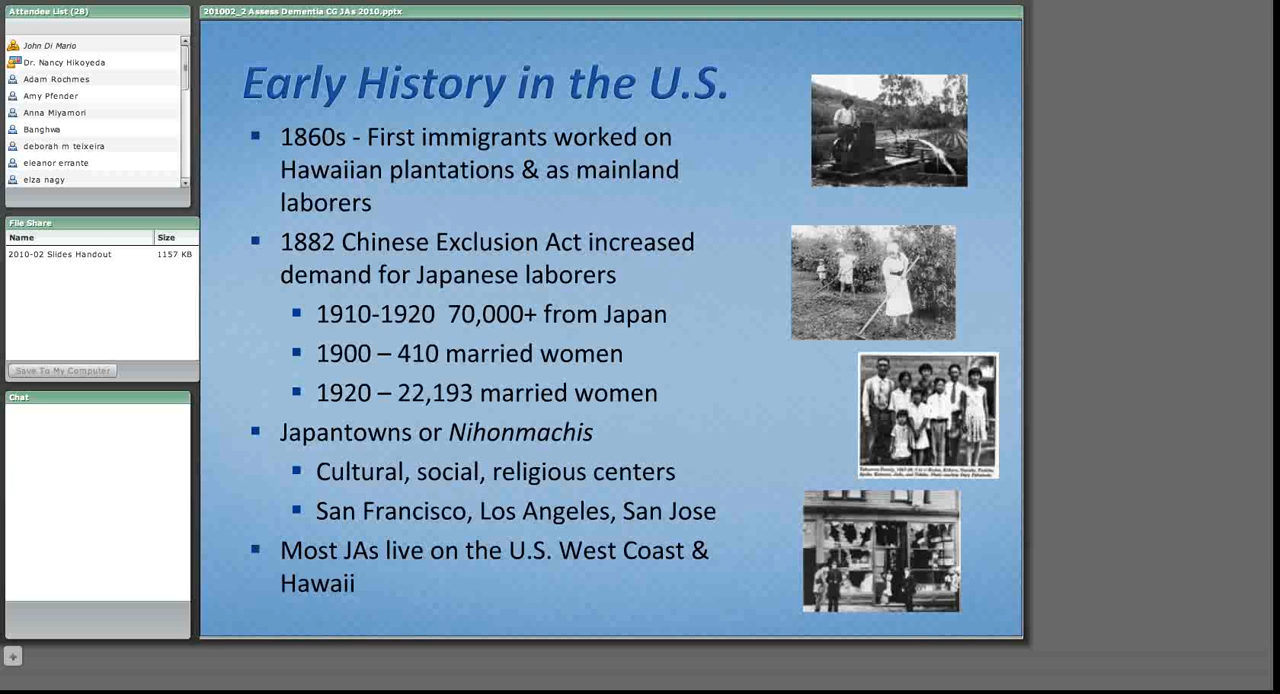 Attendee List (28)
John Di Mario
Dr. Nancy Hikoyeda
Adam Rochmes
Amy Pfender
Anna Miyamori
Banghwa
deborah m teixeira
eleanor errante
elza nagy
File Share
Name Size
2010-02 Slides Handout 1157 KB
Save To My Computer
Chat
201002_2 Assess Dementia CG JAs 2010.pptx
Early History in the U.S.
1860s - First immigrants worked on
Hawaiian plantations & as mainland
laborers
1882 Chinese Exclusion Act increased
demand for Japanese laborers
1910-1920 70,000+ from Japan
1900 – 410 married women
1920 – 22,193 married women
Japantowns or Nihonmachis
Cultural, social, religious centers
San Francisco, Los Angeles, San Jose
Most JAs live on the U.S. West Coast &
Hawaii